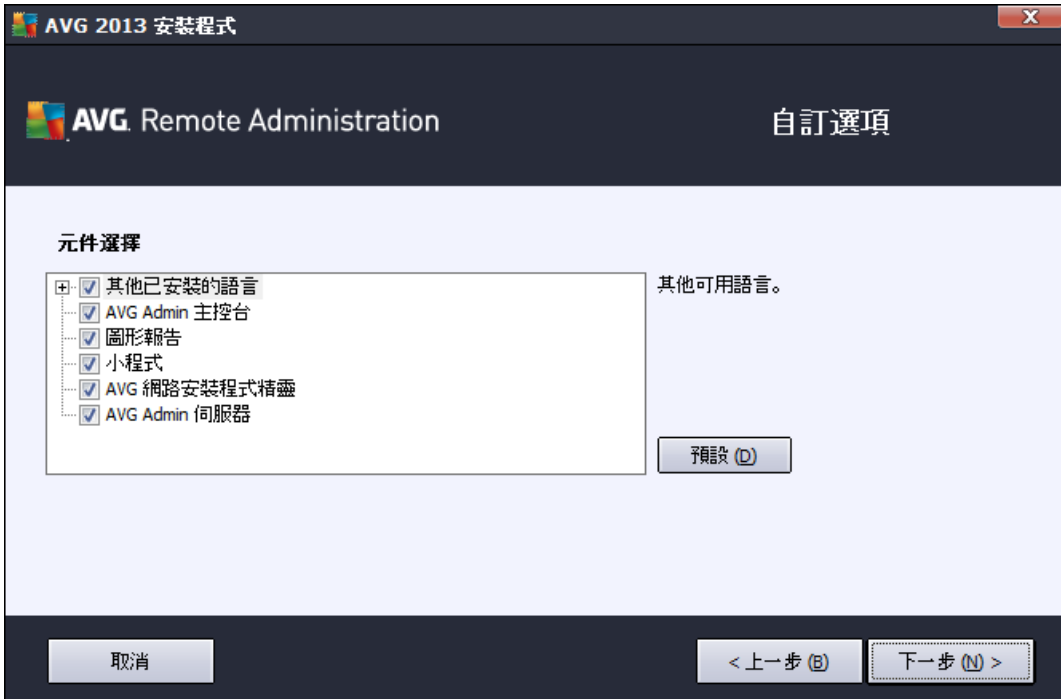 AVG 2013 安裝程式
AVG. Remote Administration
自訂選項
元件選擇
其他已安裝的語言
AVG Admin 主控台
圖形報告
小程式
AVG 網路安裝程式精靈
AVG Admin 伺服器
其他可用語言。
預設 (D)
取消
< 上一步 (B)
下一步 (N) >